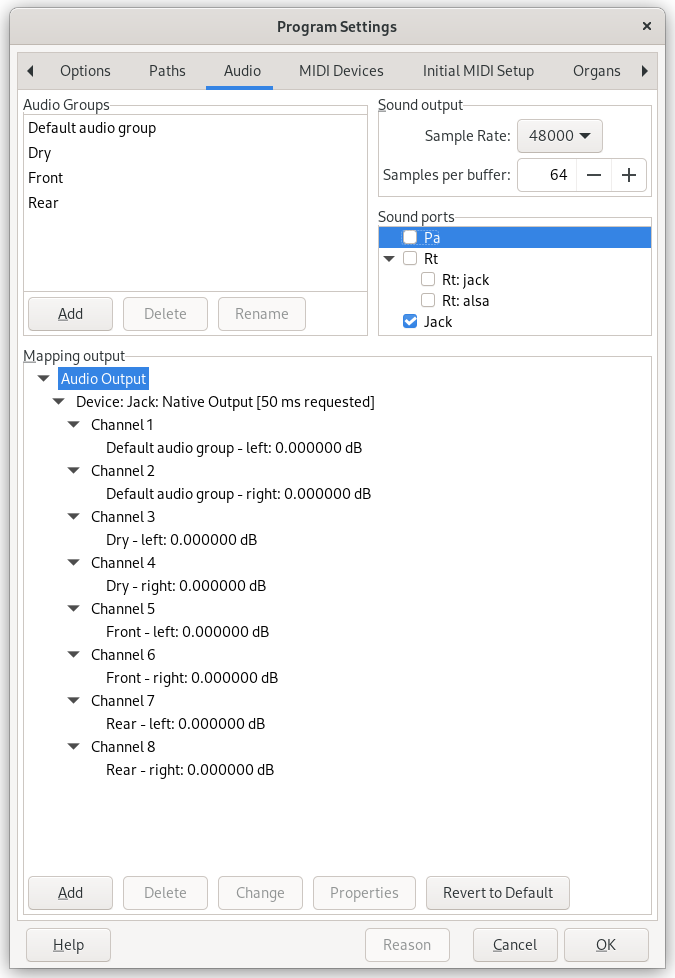 Program Settings ×
Options Paths Audio MIDI Devices Initial MIDI Setup Organs
Audio Groups
Default audio group
Dry
Front
Rear
Add Delete Rename
Sound output
Sample Rate: 48000
Samples per buffer: 64 − +
Sound ports
Pa
Rt
Rt: jack
Rt: alsa
Jack
Mapping output
Audio Output
Device: Jack: Native Output [50 ms requested]
Channel 1
Default audio group - left: 0.000000 dB
Channel 2
Default audio group - right: 0.000000 dB
Channel 3
Dry - left: 0.000000 dB
Channel 4
Dry - right: 0.000000 dB
Channel 5
Front - left: 0.000000 dB
Channel 6
Front - right: 0.000000 dB
Channel 7
Rear - left: 0.000000 dB
Channel 8
Rear - right: 0.000000 dB
Add Delete Change Properties Revert to Default
Help Reason Cancel OK